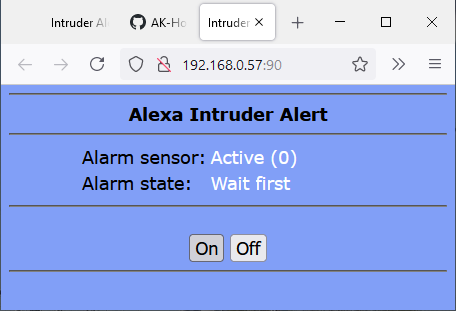 Intruder Al
AK-Ho
Intruder
192.168.0.57:90
Alexa Intruder Alert
Alarm sensor: Active (0)
Alarm state: Wait first
On Off